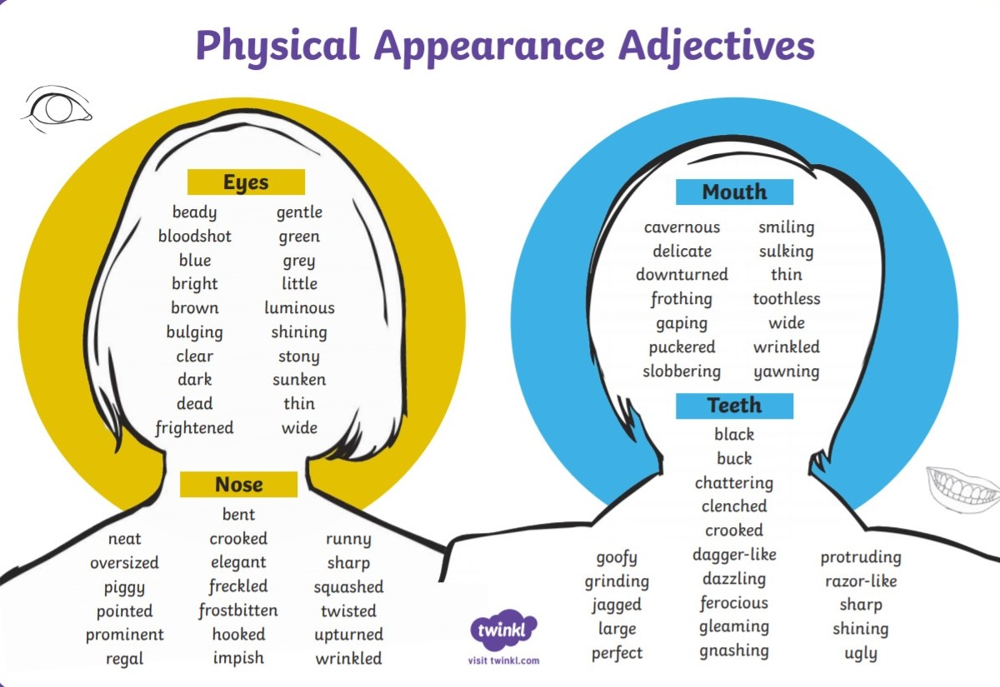 Physical Appearance Adjectives
Eyes
beady gentle
bloodshot green
blue grey
bright little
brown luminous
bulging shining
clear stony
dark sunken
dead thin
frightened wide
Nose
bent
neat crooked runny
oversized elegant sharp
piggy freckled squashed
pointed frostbitten twisted
prominent hooked upturned
regal impish wrinkled
Mouth
cavernous smiling
delicate sulking
downturned thin
frothing toothless
gaping wide
puckered wrinkled
slobbering yawning
Teeth
black
buck
chattering
clenched
crooked
goofy dagger-like protruding
grinding dazzling razor-like
jagged ferocious sharp
large gleaming shining
perfect gnashing ugly
twinkl
visit twinkl.com